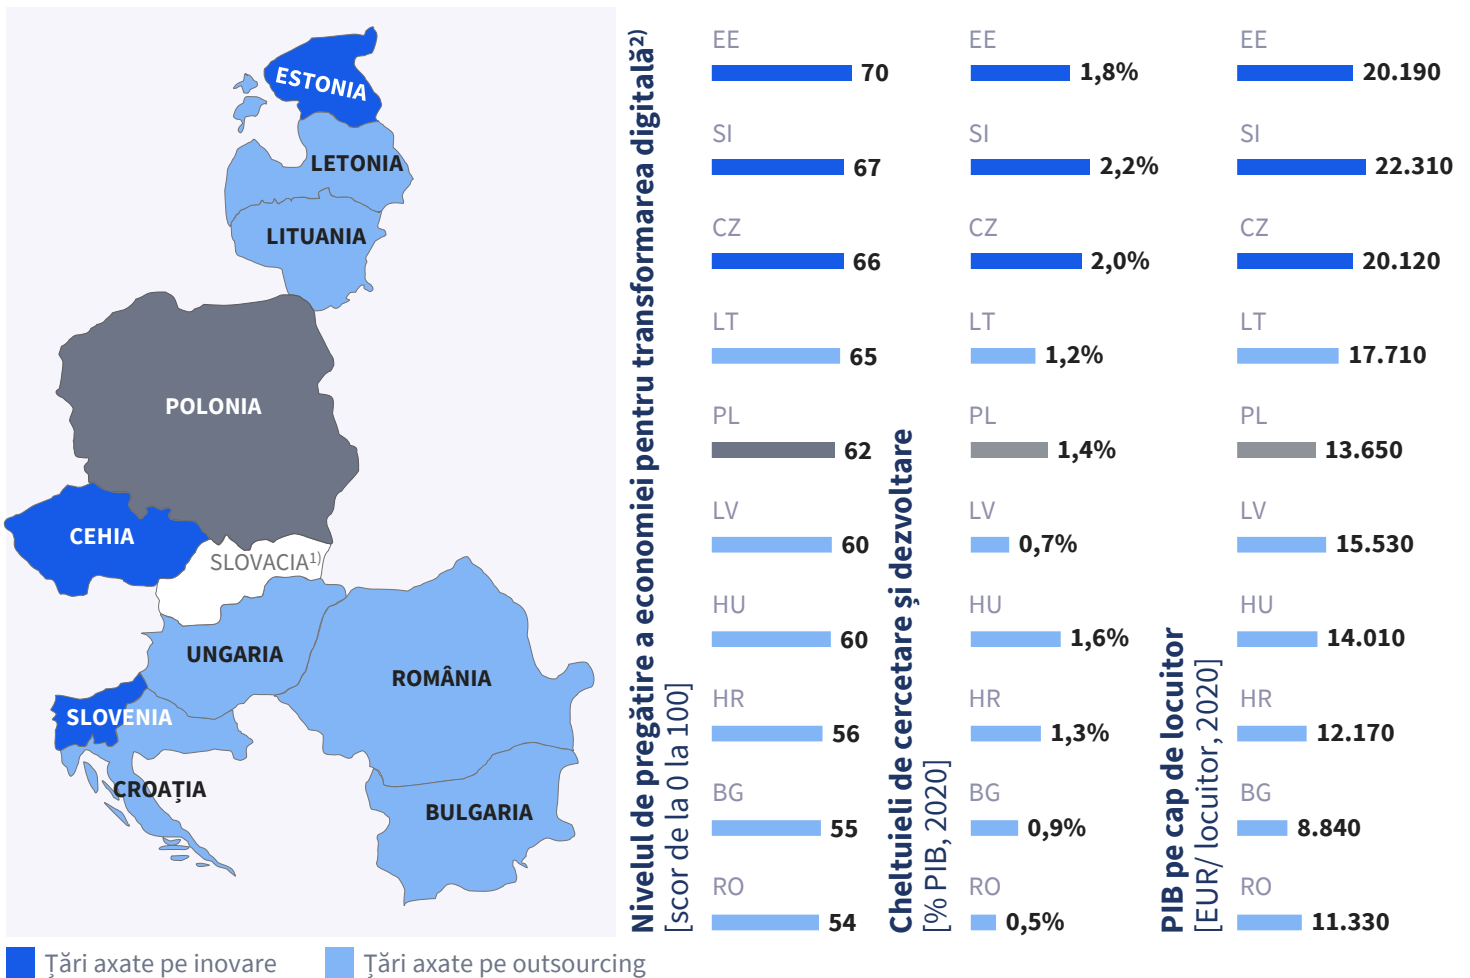 ESTONIA
LETONIA
LITUANIA
POLONIA
CEHIA
SLOVACIA1)
UNGARIA
ROMÂNIA
SLOVENIA
CROAȚIA
BULGARIA
Țări axate pe inovare
Țări axate pe outsourcing
Nivelul de pregătire a economiei pentru transformarea digitală2)
[scor de la 0 la 100]
EE
70
SI
67
CZ
66
LT
65
PL
62
LV
60
HU
60
HR
56
BG
55
RO
54
Cheltuieli de cercetare și dezvoltare
[% PIB, 2020]
EE
1,8%
SI
2,2%
CZ
2,0%
LT
1,2%
PL
1,4%
LV
0,7%
HU
1,6%
HR
1,3%
BG
0,9%
RO
0,5%
PIB pe cap de locuitor
[EUR/ locuitor, 2020]
EE
20.190
SI
22.310
CZ
20.120
LT
17.710
PL
13.650
LV
15.530
HU
14.010
HR
12.170
BG
8.840
RO
11.330